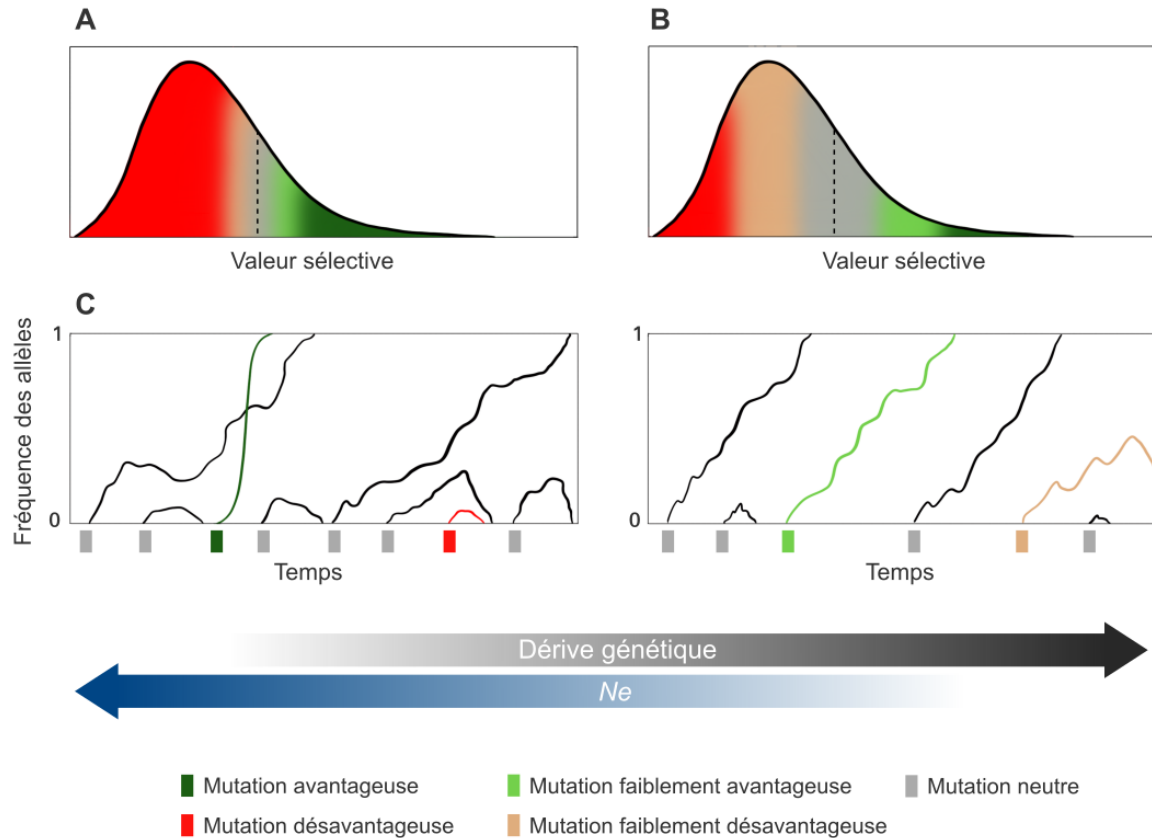 A
B
Valeur sélective
Valeur sélective
C
Fréquence des allèles
1
0
Temps
1
0
Temps
Dérive génétique
Ne
Mutation avantageuse
Mutation faiblement avantageuse
Mutation neutre
Mutation désavantageuse
Mutation faiblement désavantageuse